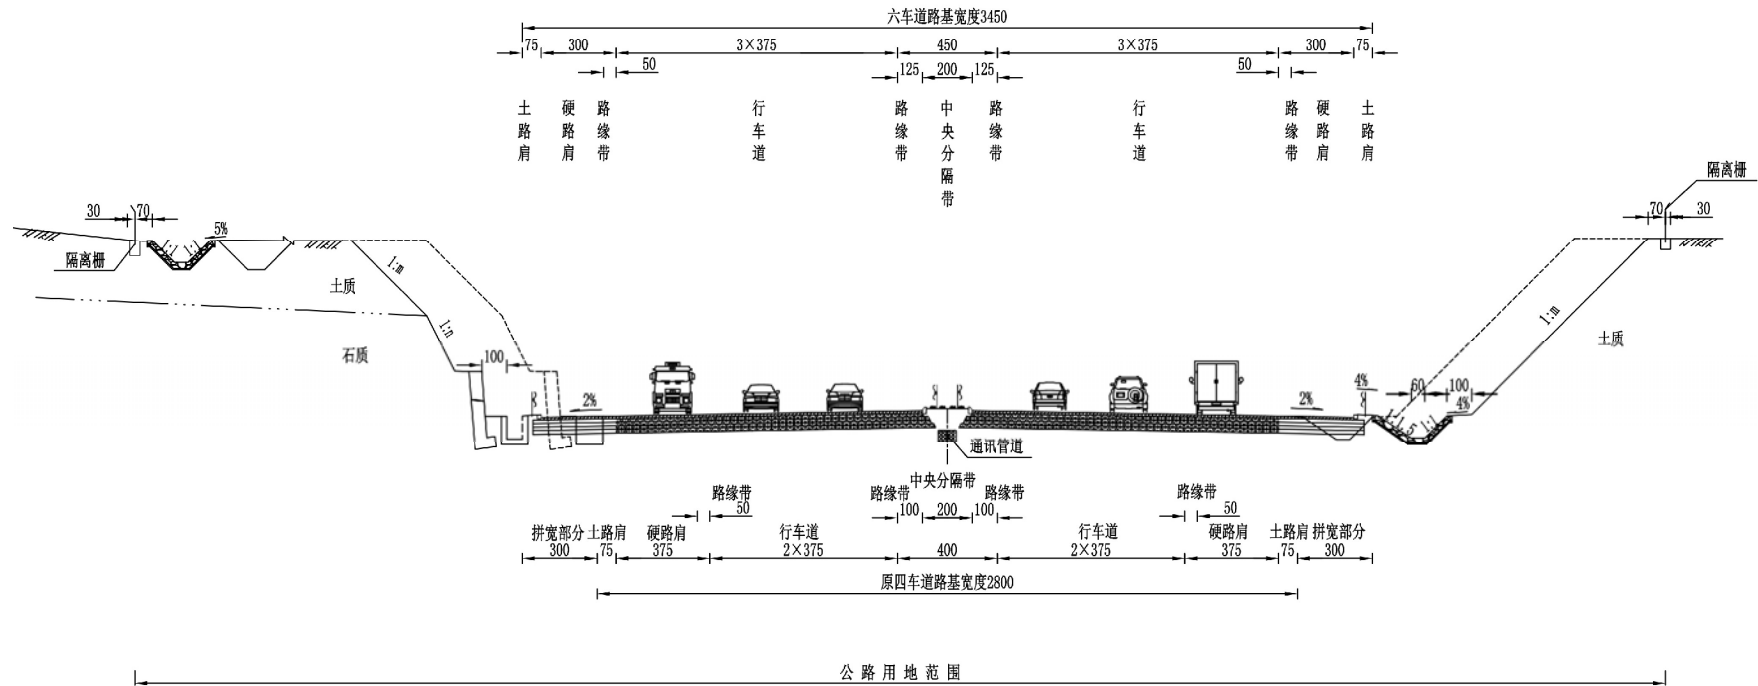 六车道路基宽度3450
75 300 3×375 450 3×375 300 75
50 125 200 125 50
土路肩 硬路肩 路缘带 行车道 路缘带 中央分隔带 路缘带 行车道 路缘带 硬路肩 土路肩
隔离栅
30 70 5% 70 30
隔离栅
1:m
土质
1:n
1:m
石质
土质
100
2% 2% 4% 60 100
4%
通讯管道
中央分隔带
路缘带 路缘带 路缘带 路缘带
50 100 200 100 50
拼宽部分 土路肩 硬路肩 行车道 行车道 硬路肩 土路肩 拼宽部分
300 75 375 2×375 400 2×375 375 75 300
原四车道路基宽度2800
公路用地范围